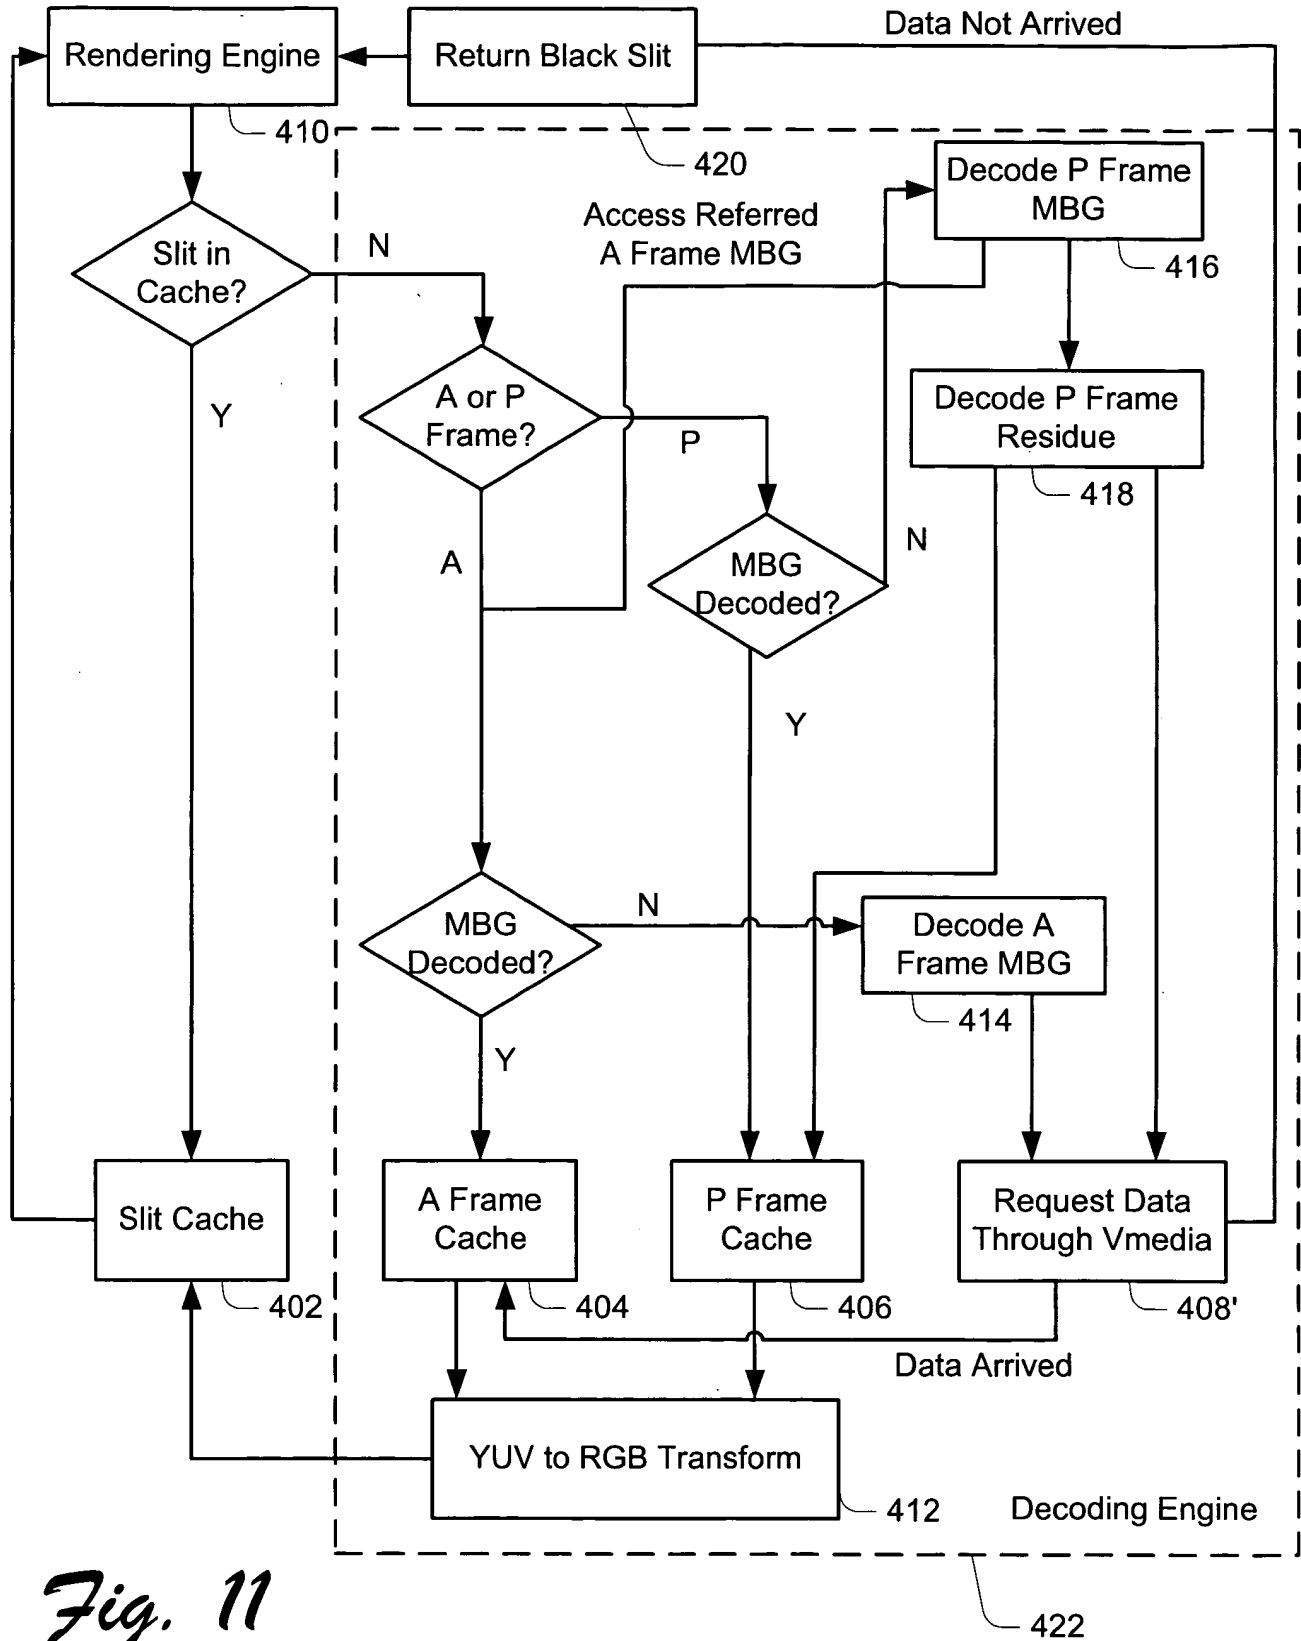 Data Not Arrived
Rendering Engine
Return Black Slit
410
420
Decode P Frame
MBG
416
Access Referred
A Frame MBG
Slit in
Cache?
N
Y
A or P
Frame?
P
A
Decode P Frame
Residue
418
MBG
Decoded?
N
Y
MBG
Decoded?
N
Y
Decode A
Frame MBG
414
Slit Cache
402
A Frame
Cache
404
P Frame
Cache
406
Request Data
Through Vmedia
408'
Data Arrived
YUV to RGB Transform
412
Decoding Engine
422
Fig. 11